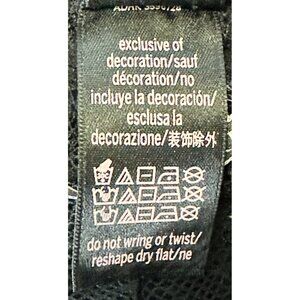 exclusive of
decoration/sauf
décoration/no
incluye la decoración/
esclusa la
decorazione/装饰除外
do not wring or twist/
reshape dry flat/ne